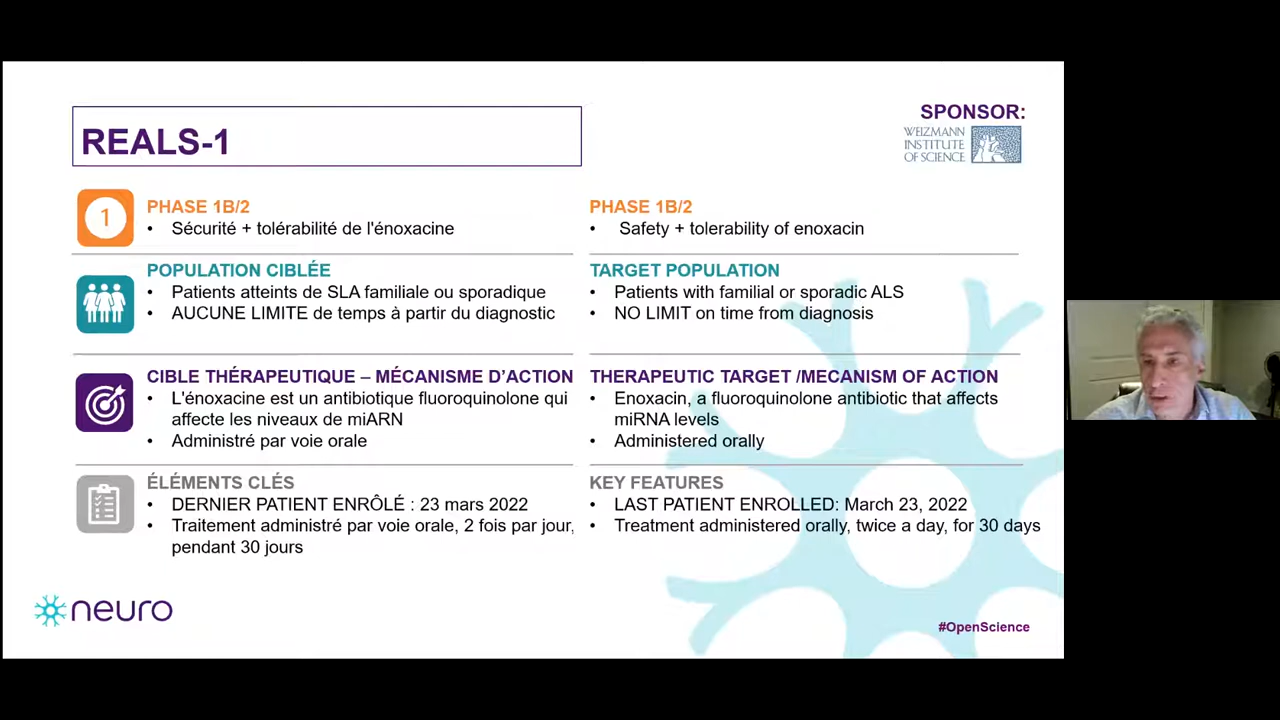 REALS-1
SPONSOR:
WEIZMANN
INSTITUTE
OF SCIENCE
1
PHASE 1B/2
• Sécurité + tolérabilité de l'énoxacine
POPULATION CIBLÉE
• Patients atteints de SLA familiale ou sporadique
• AUCUNE LIMITE de temps à partir du diagnostic
CIBLE THÉRAPEUTIQUE – MÉCANISME D'ACTION
• L'énoxacine est un antibiotique fluoroquinolone qui
affecte les niveaux de miARN
• Administré par voie orale
ÉLÉMENTS CLÉS
• DERNIER PATIENT ENRÔLÉ : 23 mars 2022
• Traitement administré par voie orale, 2 fois par jour,
pendant 30 jours
PHASE 1B/2
• Safety + tolerability of enoxacin
TARGET POPULATION
• Patients with familial or sporadic ALS
• NO LIMIT on time from diagnosis
THERAPEUTIC TARGET /MECANISM OF ACTION
• Enoxacin, a fluoroquinolone antibiotic that affects
miRNA levels
• Administered orally
KEY FEATURES
• LAST PATIENT ENROLLED: March 23, 2022
• Treatment administered orally, twice a day, for 30 days
neuro
#OpenScience